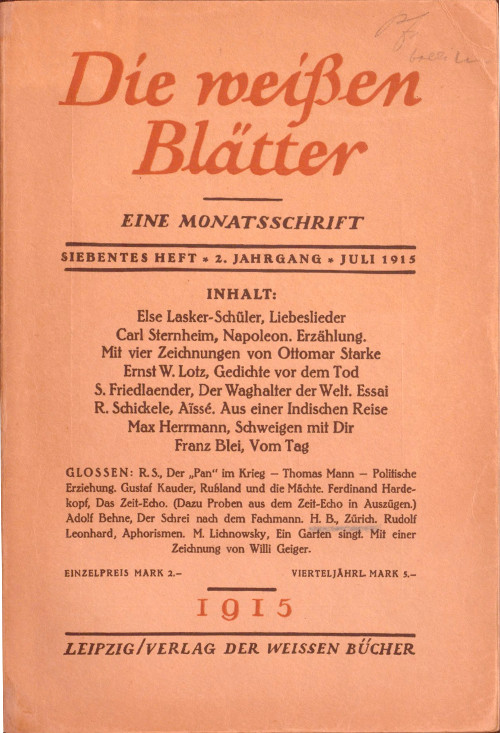 Die weißen
Blätter
EINE MONATSSCHRIFT
SIEBENTES HEFT * 2. JAHRGANG * JULI 1915
INHALT:
Else Lasker-Schüler, Liebeslieder
Carl Sternheim, Napoleon. Erzählung.
Mit vier Zeichnungen von Ottomar Starke
Ernst W. Lotz, Gedichte vor dem Tod
S. Friedlaender, Der Waghalter der Welt. Essai
R. Schickele, Aïssé. Aus einer Indischen Reise
Max Herrmann, Schweigen mit Dir
Franz Blei, Vom Tag
GLOSSEN: R.S., Der „Pan“ im Krieg — Thomas Mann — Politische
Erziehung. Gustaf Kauder, Rußland und die Mächte. Ferdinand Harde-
kopf, Das Zeit-Echo. (Dazu Proben aus dem Zeit-Echo in Auszügen.)
Adolf Behne, Der Schrei nach dem Fachmann. H. B., Zürich. Rudolf
Leonhard, Aphorismen. M. Lichnowsky, Ein Garten singt. Mit einer
Zeichnung von Willi Geiger.
EINZELPREIS MARK 2.– VIERTELJÄHRL. MARK 5.–
1915
LEIPZIG/VERLAG DER WEISSEN BÜCHER